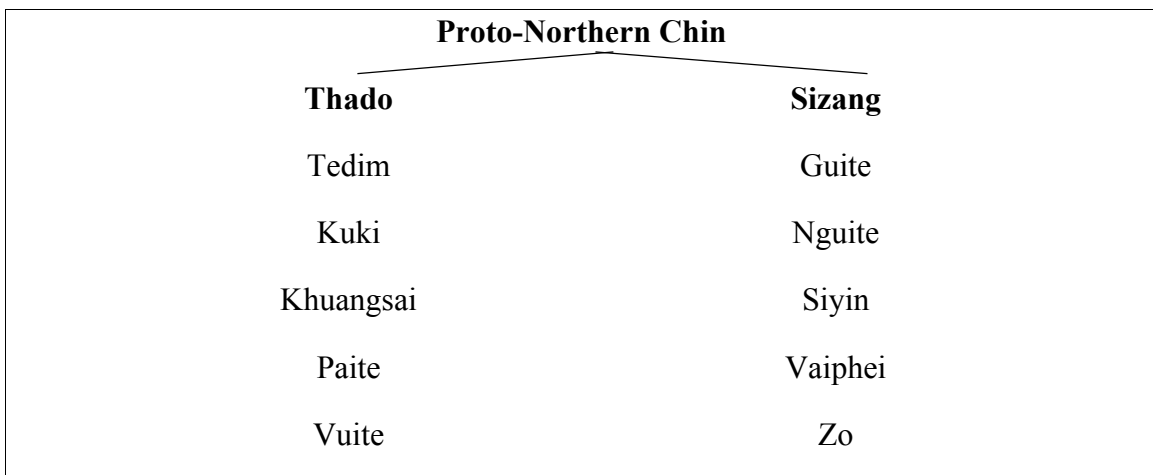 Proto-Northern Chin
Thado Sizang
Tedim Guite
Kuki Nguite
Khuangsai Siyin
Paite Vaiphei
Vuite Zo